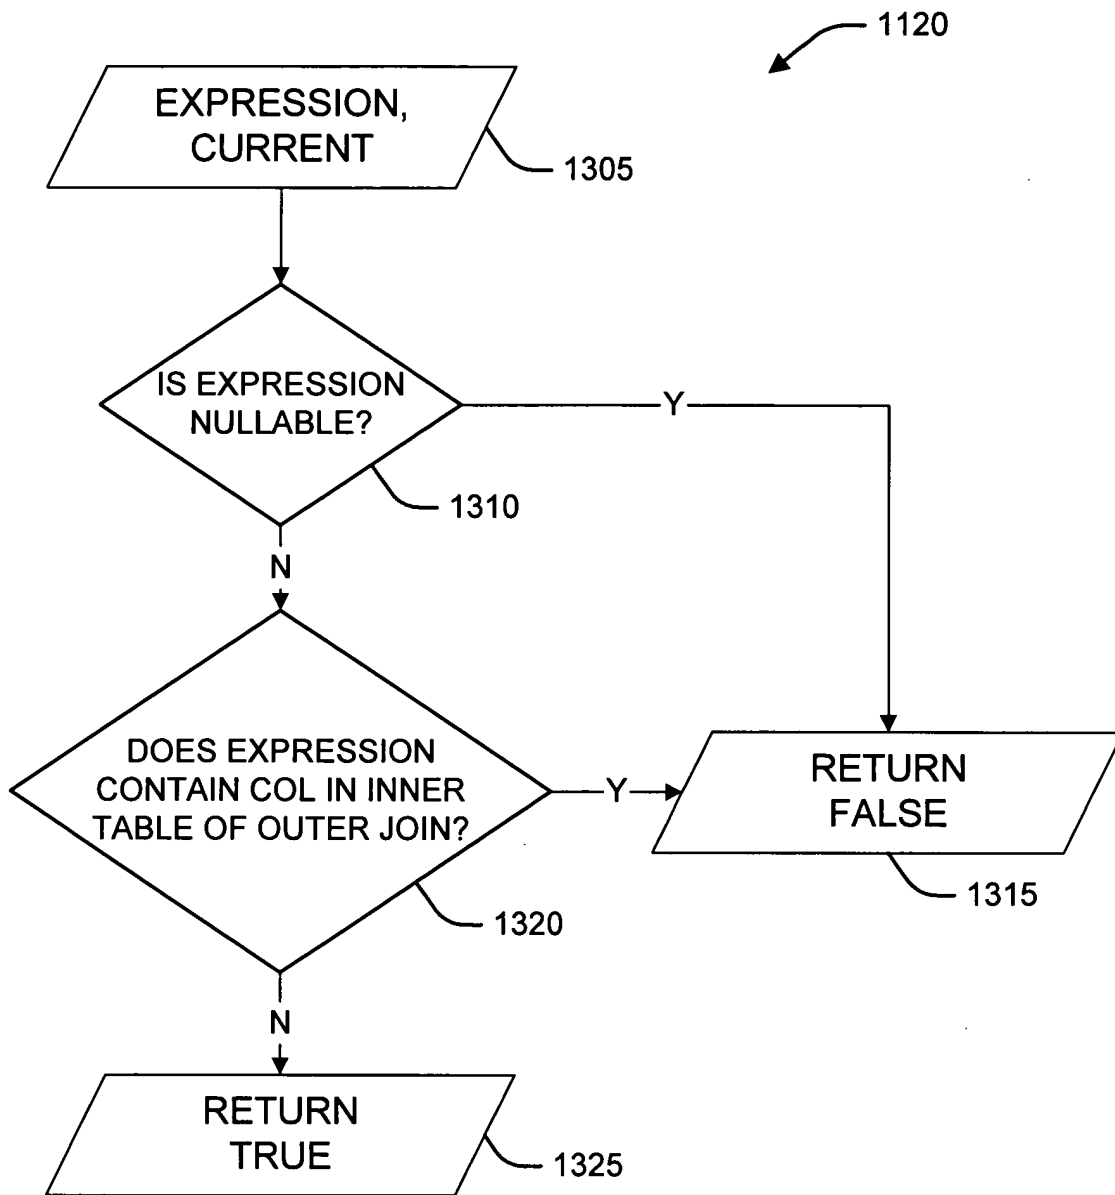 1120
EXPRESSION,
CURRENT
1305
IS EXPRESSION
NULLABLE?
Y
1310
N
DOES EXPRESSION
CONTAIN COL IN INNER
TABLE OF OUTER JOIN?
Y
RETURN
FALSE
1315
1320
N
RETURN
TRUE
1325